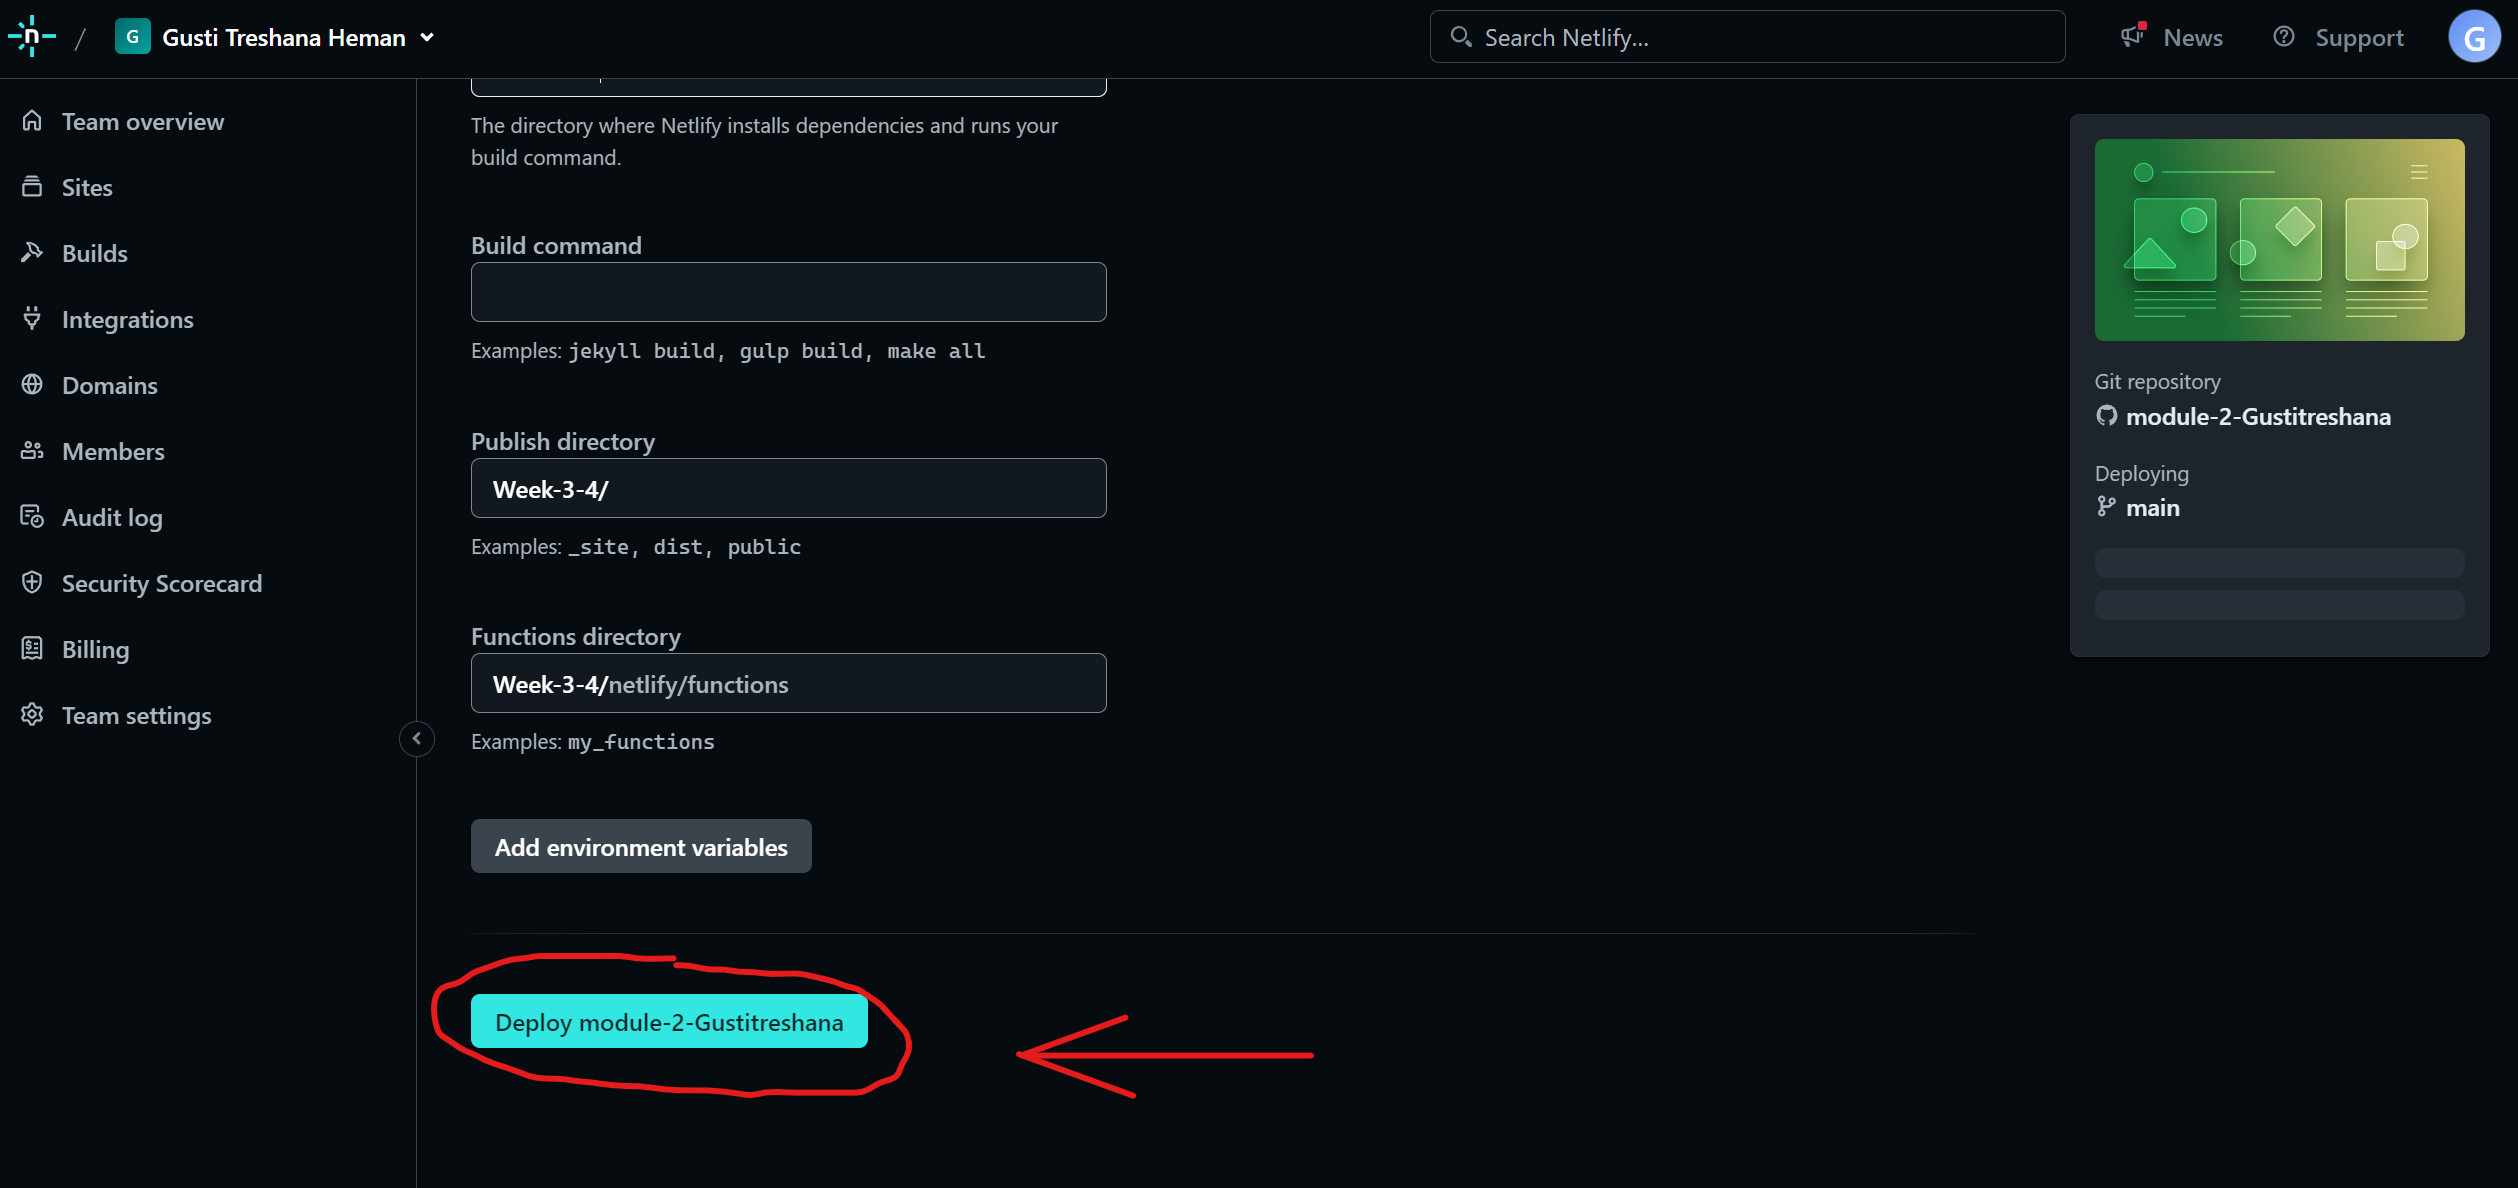 n / G Gusti Treshana Heman
Search Netlify...
News
Support
G
Team overview
Sites
Builds
Integrations
Domains
Members
Audit log
Security Scorecard
Billing
Team settings
The directory where Netlify installs dependencies and runs your
build command.
Build command
Examples: jekyll build, gulp build, make all
Publish directory
Week-3-4/
Examples: _site, dist, public
Functions directory
Week-3-4/netlify/functions
Examples: my_functions
Add environment variables
Deploy module-2-Gustitreshana
Git repository
module-2-Gustitreshana
Deploying
main